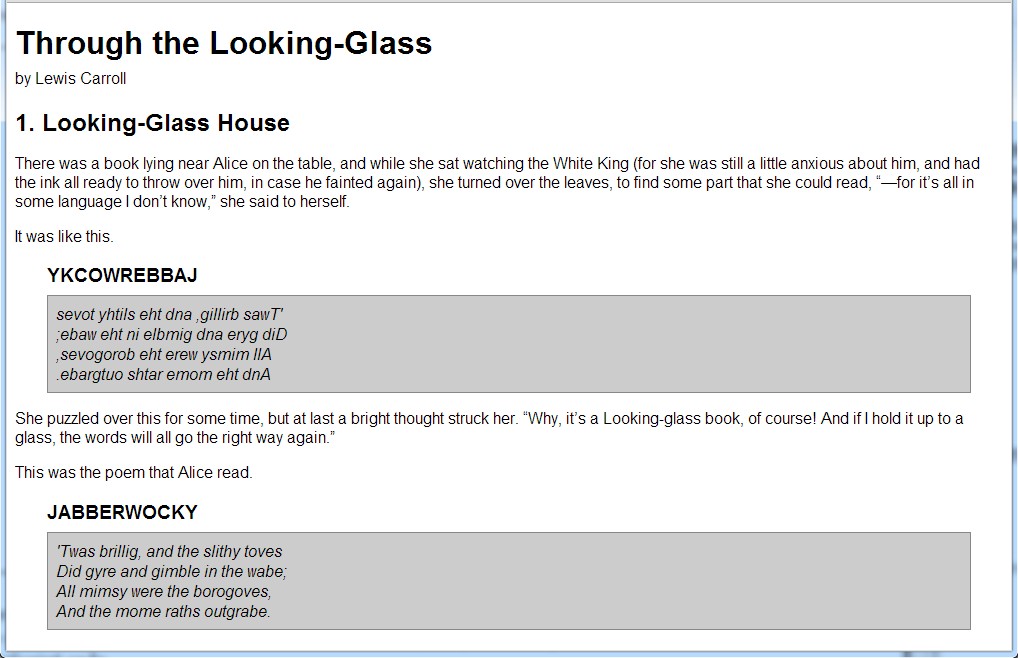 Through the Looking-Glass
by Lewis Carroll
1. Looking-Glass House
There was a book lying near Alice on the table, and while she sat watching the White King (for she was still a little anxious about him, and had
the ink all ready to throw over him, in case he fainted again), she turned over the leaves, to find some part that she could read, “—for it’s all in
some language I don’t know,” she said to herself.
It was like this.
YKCOWREBBAJ
sevot yhtils eht dna ,gillirb sawT'
;ebaw eht ni elbmig dna eryg diD
,sevogorob eht erew ysmim llA
.ebargtuo shtar emom eht dnA
She puzzled over this for some time, but at last a bright thought struck her. “Why, it’s a Looking-glass book, of course! And if I hold it up to a
glass, the words will all go the right way again.”
This was the poem that Alice read.
JABBERWOCKY
'Twas brillig, and the slithy toves
Did gyre and gimble in the wabe;
All mimsy were the borogoves,
And the mome raths outgrabe.